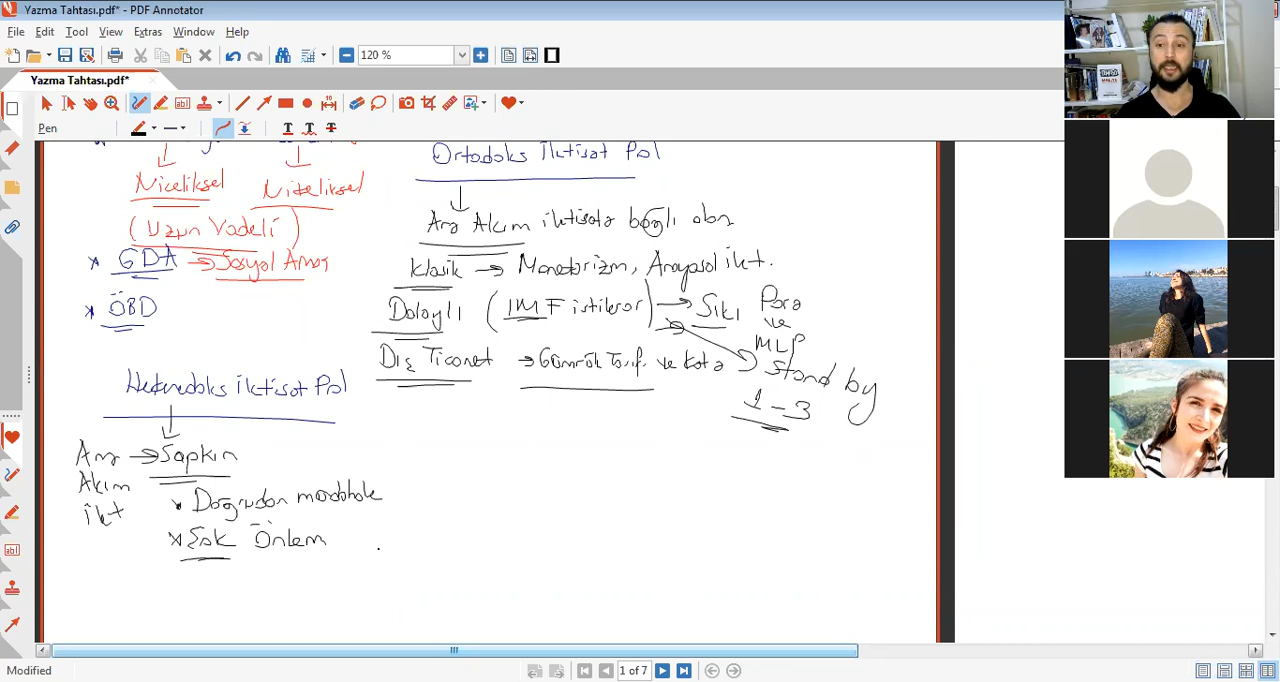 Yazma Tahtası.pdf* - PDF Annotator
File Edit Tool View Extras Window Help
120 %
Yazma Tahtası.pdf*
Pen
Niceliksel Niteliksel
(Uzun Vadeli)
* GDA → Sosyal Amaç
* ÖBD
Heterodoks İktisat Pol
Ana → Sapkın
Akım
ikt
* Doğrudan müdahale
* Şok Önlem
Ortodoks İktisat Pol
Ana Akım iktisata bağlı olan
Klasik → Monetarizm, Anayasal ikt.
Dolaylı (IMF istikrar) → Sıkı Para
ve
MLP
Dış Ticaret → Gümrük Tarif. ve Kota
Stand by
1-3
Modified
1 of 7